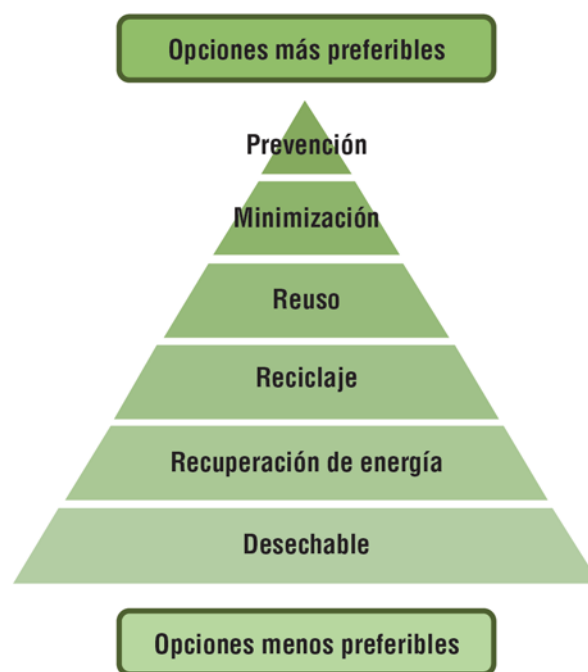 Opciones más preferibles
Prevención
Minimización
Reuso
Reciclaje
Recuperación de energía
Desechable
Opciones menos preferibles